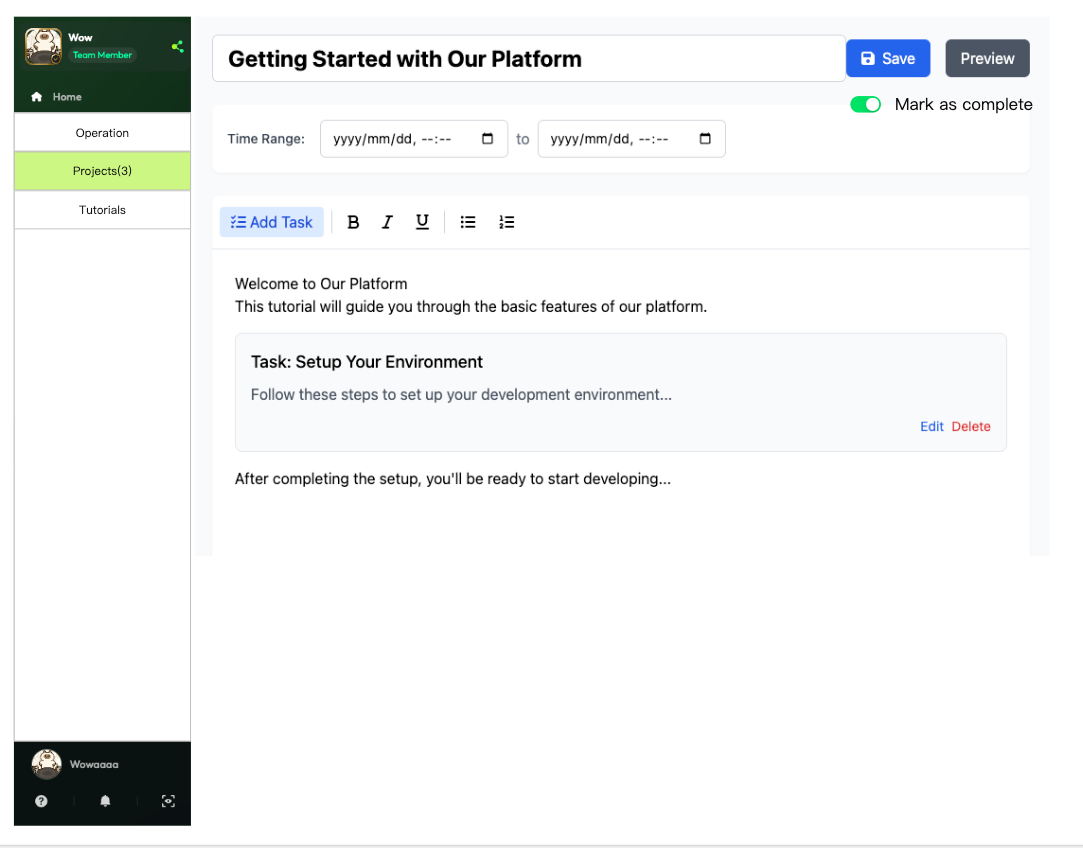 Wow
Team Member
Home
Operation
Projects(3)
Tutorials
Wowaaaa
Getting Started with Our Platform
Save
Preview
Mark as complete
Time Range: yyyy/mm/dd, --:-- to yyyy/mm/dd, --:--
Add Task B I U
Welcome to Our Platform
This tutorial will guide you through the basic features of our platform.
Task: Setup Your Environment
Follow these steps to set up your development environment...
Edit Delete
After completing the setup, you'll be ready to start developing...